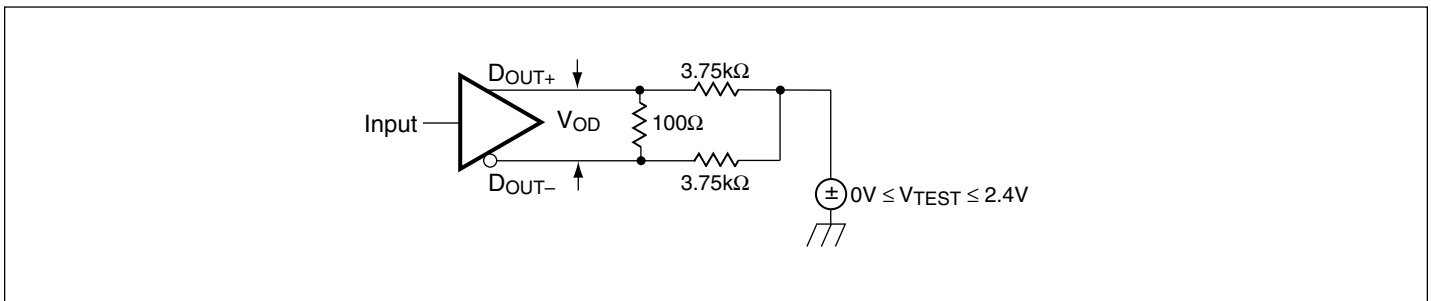 DOUT+
3.75kΩ
Input
VOD
100Ω
DOUT–
3.75kΩ
±
0V ≤ VTEST ≤ 2.4V